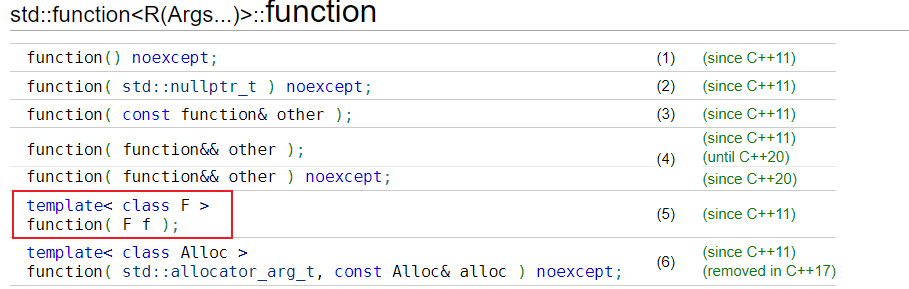 std::function<R(Args...)>::function
function() noexcept; (1) (since C++11)
function( std::nullptr_t ) noexcept; (2) (since C++11)
function( const function& other ); (3) (since C++11)
function( function&& other ); (4) (since C++11)
(until C++20)
function( function&& other ) noexcept; (since C++20)
template< class F >
function( F f ); (5) (since C++11)
template< class Alloc >
function( std::allocator_arg_t, const Alloc& alloc ) noexcept; (6) (since C++11)
(removed in C++17)